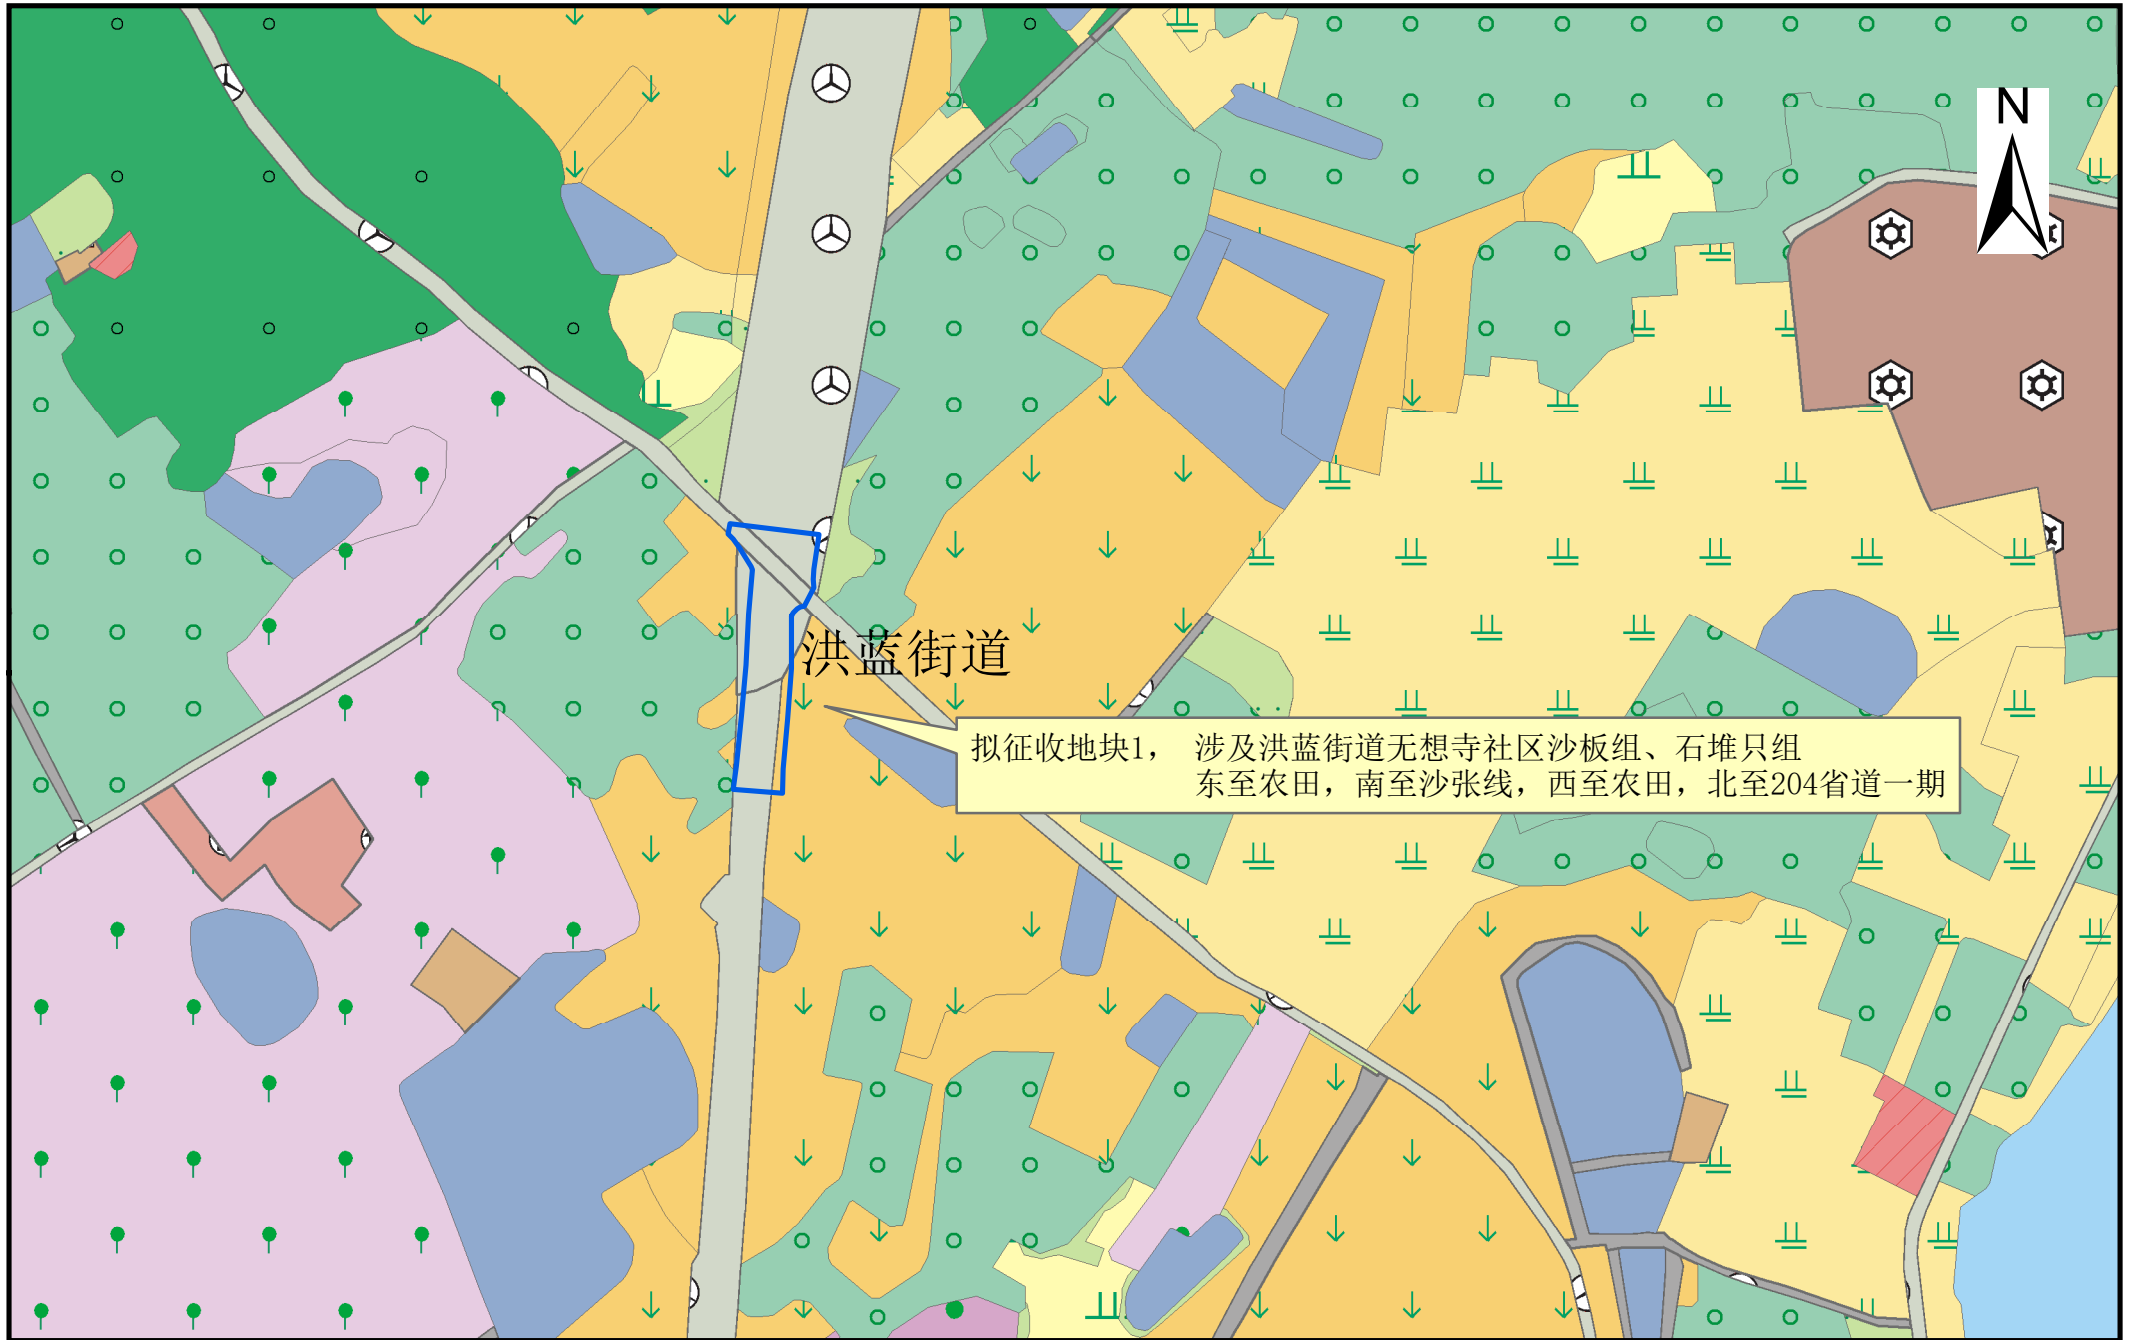 N
洪蓝街道
拟征收地块1， 涉及洪蓝街道无想寺社区沙板组、石堆只组
东至农田，南至沙张线，西至农田，北至204省道一期